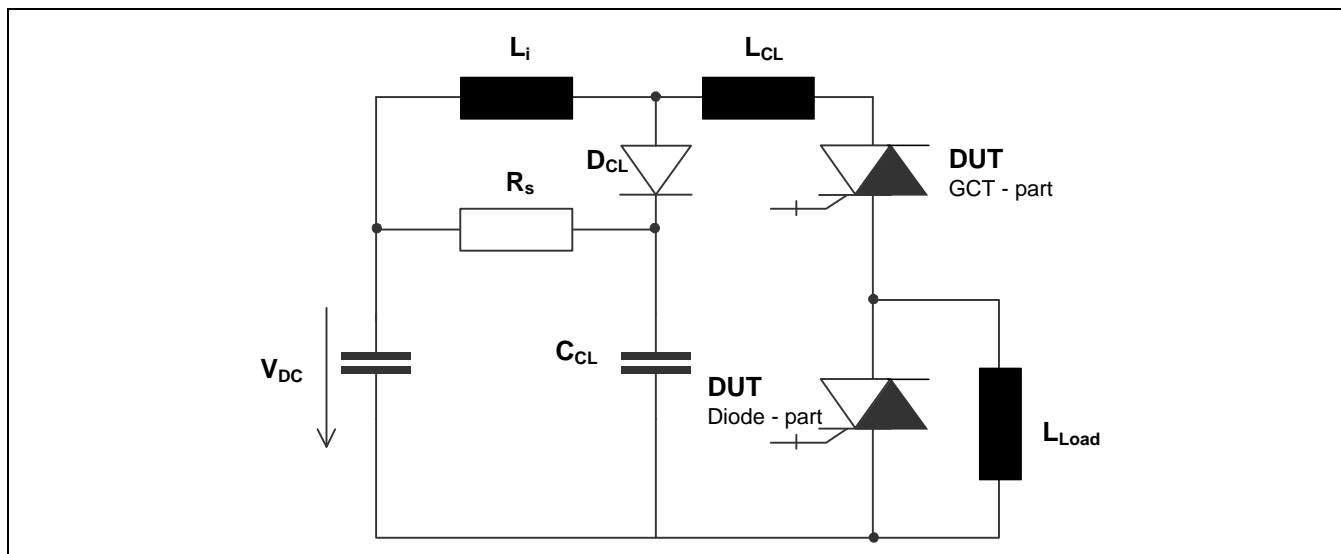 Li
LCL
DCL
DUT
GCT - part
Rs
VDC
CCL
DUT
Diode - part
LLoad